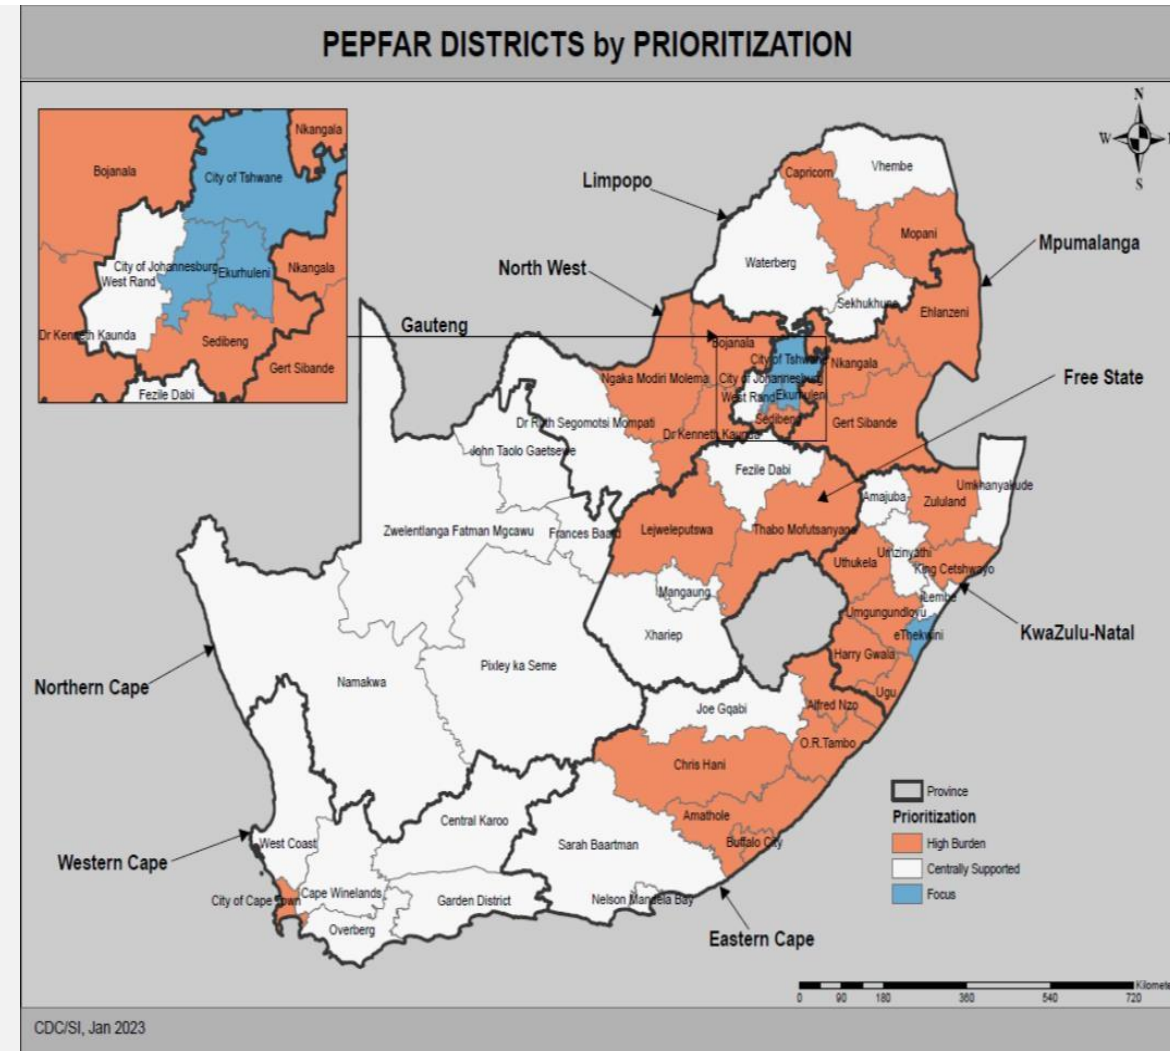 PEPFAR DISTRICTS by PRIORITIZATION
N
W
S
Nkangala
Bojanala
City of Tshwane
City of Johannesburg
Ekurhuleni
West Rand
Nkangala
Dr Kenneth Kaunda
Sedibeng
Gert Sibande
Fezile Dabi
Limpopo
North West
Gauteng
Mpumalanga
Free State
KwaZulu-Natal
Northern Cape
Western Cape
Eastern Cape
Capricorn
Vhembe
Mopani
Waterberg
Sekhukhune
Ehlanzeni
Bojanala
City of Tshwane
Nkangala
Ngaka Modiri Molema
City of Johannesburg
West Rand
Ekurhuleni
Sedibeng
Gert Sibande
Dr Ruth Segomotsi Mompati
Dr Kenneth Kaunda
John Taolo Gaetsewe
Fezile Dabi
Amajuba
Zululand
Umkhanyakude
Zwelentlanga Fatman Mgcawu
Frances Baard
Lejweleputswa
Thabo Mofutsanyane
Uthukela
Umzinyathi
King Cetshwayo
Mangaung
iLembe
Umgungundlovu
eThekwini
Xhariep
Harry Gwala
Pixley ka Seme
Ugu
Namakwa
Joe Gqabi
Alfred Nzo
O.R.Tambo
Chris Hani
Central Karoo
Amathole
West Coast
Sarah Baartman
Buffalo City
City of Cape Town
Cape Winelands
Garden District
Nelson Mandela Bay
Overberg
Province
Prioritization
High Burden
Centrally Supported
Focus
Kilomete
0 90 180 360 540 720
CDC/SI, Jan 2023